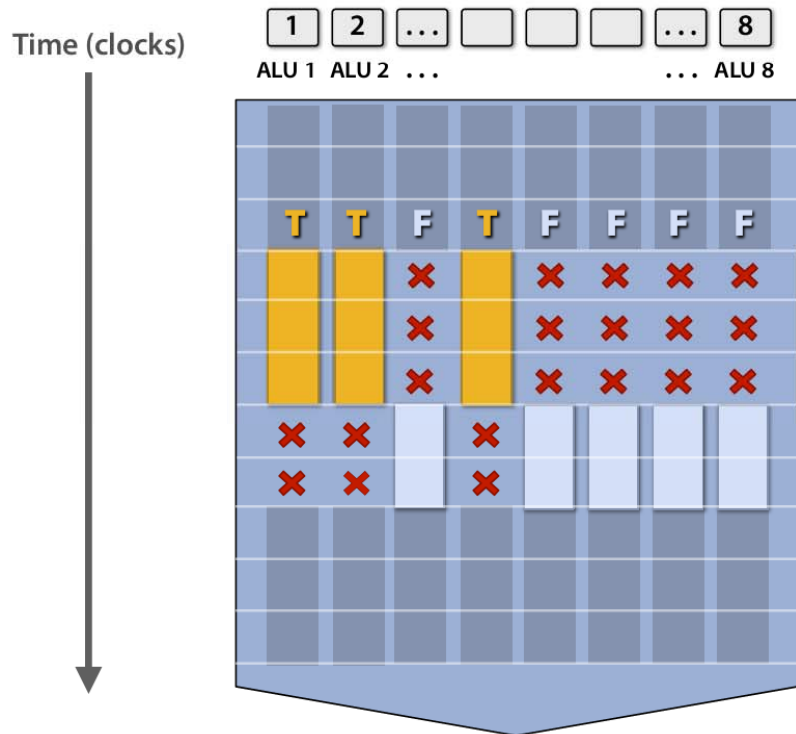 1 2 ... ... 8
Time (clocks)
ALU 1 ALU 2 ... ... ALU 8
T T F T F F F F